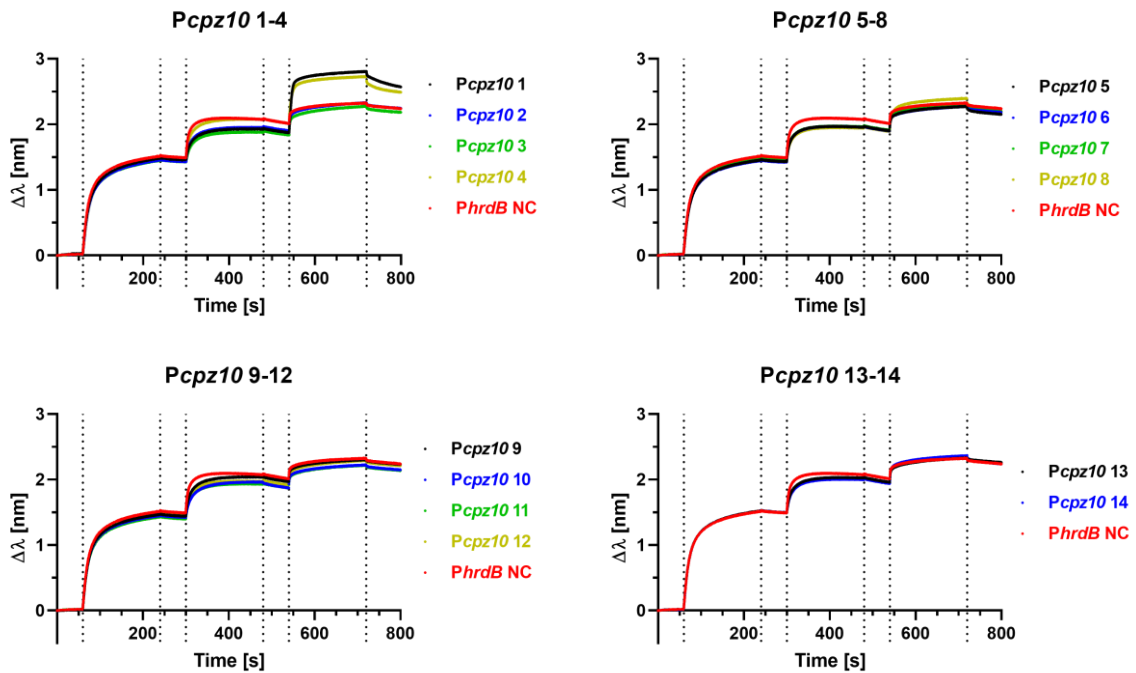 Pcpz10 1-4
3
2
1
0
Δλ [nm]
200 400 600 800
Time [s]
Pcpz10 1
Pcpz10 2
Pcpz10 3
Pcpz10 4
PhrdB NC
Pcpz10 5-8
3
2
1
0
Δλ [nm]
200 400 600 800
Time [s]
Pcpz10 5
Pcpz10 6
Pcpz10 7
Pcpz10 8
PhrdB NC
Pcpz10 9-12
3
2
1
0
Δλ [nm]
200 400 600 800
Time [s]
Pcpz10 9
Pcpz10 10
Pcpz10 11
Pcpz10 12
PhrdB NC
Pcpz10 13-14
3
2
1
0
Δλ [nm]
200 400 600 800
Time [s]
Pcpz10 13
Pcpz10 14
PhrdB NC